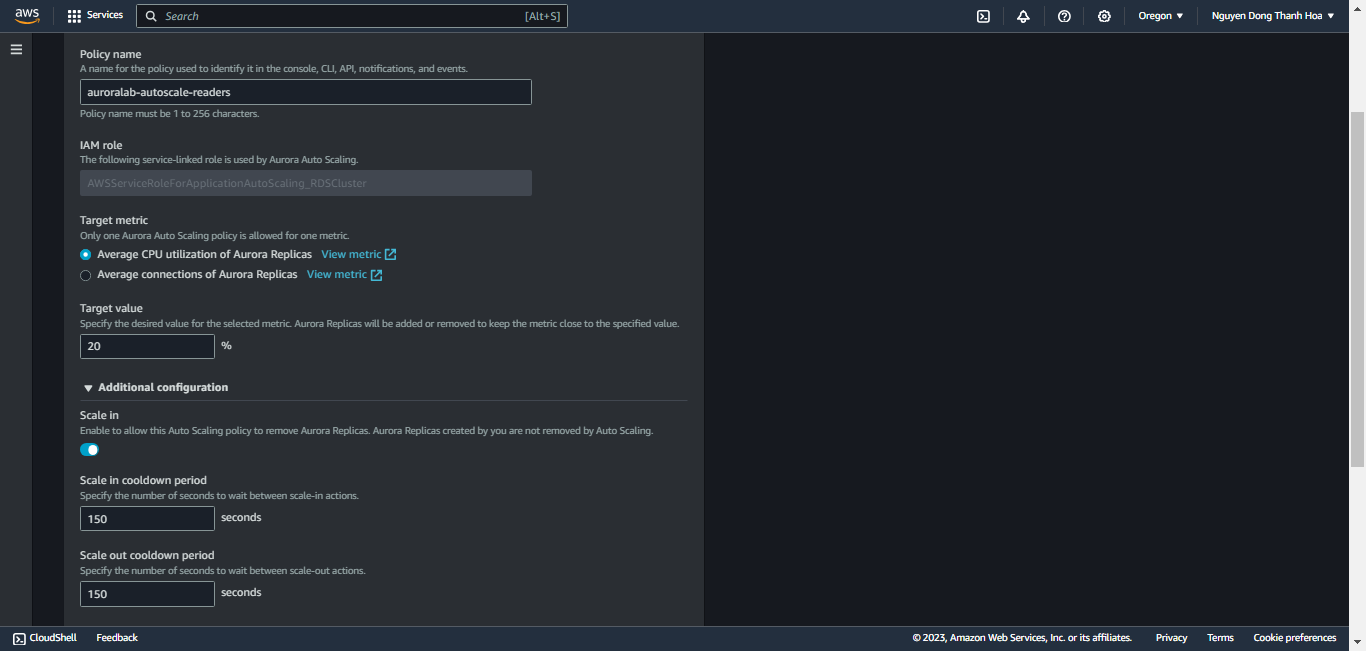 aws
Services
Search [Alt+S]
Oregon ▼
Nguyen Dong Thanh Hoa ▼
Policy name
A name for the policy used to identify it in the console, CLI, API, notifications, and events.
auroralab-autoscale-readers
Policy name must be 1 to 256 characters.
IAM role
The following service-linked role is used by Aurora Auto Scaling.
AWSServiceRoleForApplicationAutoScaling_RDSCluster
Target metric
Only one Aurora Auto Scaling policy is allowed for one metric.
Average CPU utilization of Aurora Replicas View metric
Average connections of Aurora Replicas View metric
Target value
Specify the desired value for the selected metric. Aurora Replicas will be added or removed to keep the metric close to the specified value.
20 %
▼ Additional configuration
Scale in
Enable to allow this Auto Scaling policy to remove Aurora Replicas. Aurora Replicas created by you are not removed by Auto Scaling.
Scale in cooldown period
Specify the number of seconds to wait between scale-in actions.
150 seconds
Scale out cooldown period
Specify the number of seconds to wait between scale-out actions.
150 seconds
CloudShell Feedback © 2023, Amazon Web Services, Inc. or its affiliates. Privacy Terms Cookie preferences